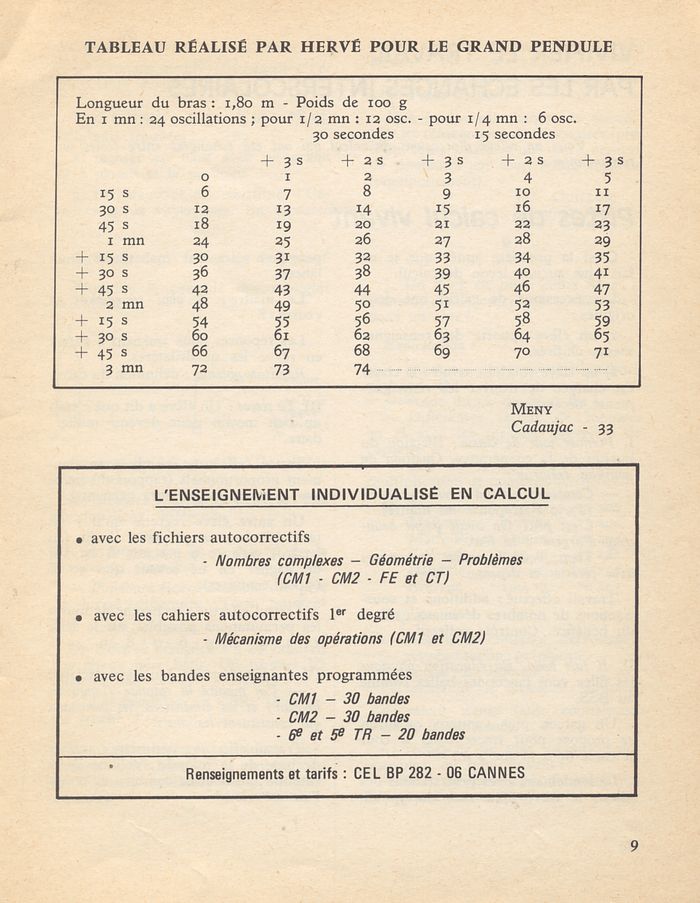 TABLEAU RÉALISÉ PAR HERVÉ POUR LE GRAND PENDULE
Longueur du bras : 1,80 m - Poids de 100 g
En 1 mn : 24 oscillations ; pour 1/2 mn : 12 osc. - pour 1/4 mn : 6 osc.
30 secondes 15 secondes
+ 3 s + 2 s + 3 s + 2 s + 3 s
0 1 2 3 4 5
15 s 6 7 8 9 10 11
30 s 12 13 14 15 16 17
45 s 18 19 20 21 22 23
1 mn 24 25 26 27 28 29
+ 15 s 30 31 32 33 34 35
+ 30 s 36 37 38 39 40 41
+ 45 s 42 43 44 45 46 47
2 mn 48 49 50 51 52 53
+ 15 s 54 55 56 57 58 59
+ 30 s 60 61 62 63 64 65
+ 45 s 66 67 68 69 70 71
3 mn 72 73 74
MENY
Cadaujac - 33
L'ENSEIGNEMENT INDIVIDUALISÉ EN CALCUL
• avec les fichiers autocorrectifs
- Nombres complexes – Géométrie – Problèmes
(CM1 - CM2 - FE et CT)
• avec les cahiers autocorrectifs 1er degré
- Mécanisme des opérations (CM1 et CM2)
• avec les bandes enseignantes programmées
- CM1 – 30 bandes
- CM2 – 30 bandes
- 6e et 5e TR – 20 bandes
Renseignements et tarifs : CEL BP 282 - 06 CANNES
9